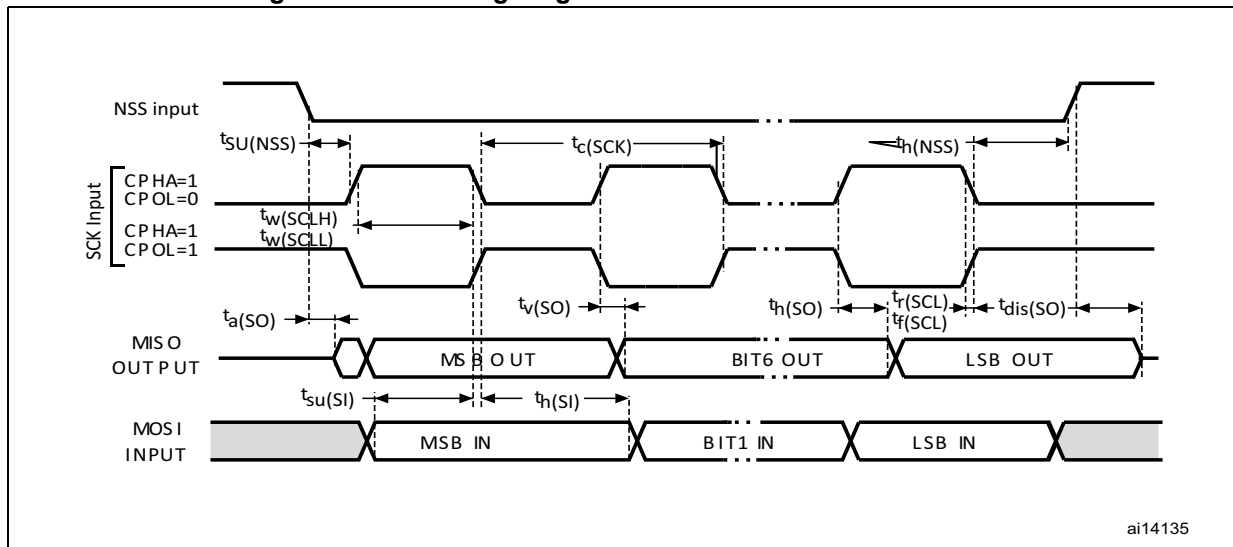 NSS input
tSU(NSS)
tc(SCK)
th(NSS)
SCK Input
CPHA=1
CPOL=0
tw(SCLH)
tw(SCLL)
CPHA=1
CPOL=1
ta(SO)
tv(SO)
th(SO)
tr(SCL)
tf(SCL)
tdis(SO)
MISO
OUTPUT
MSB OUT
BIT6 OUT
LSB OUT
tsu(SI)
th(SI)
MOSI
INPUT
MSB IN
BIT1 IN
LSB IN
ai14135